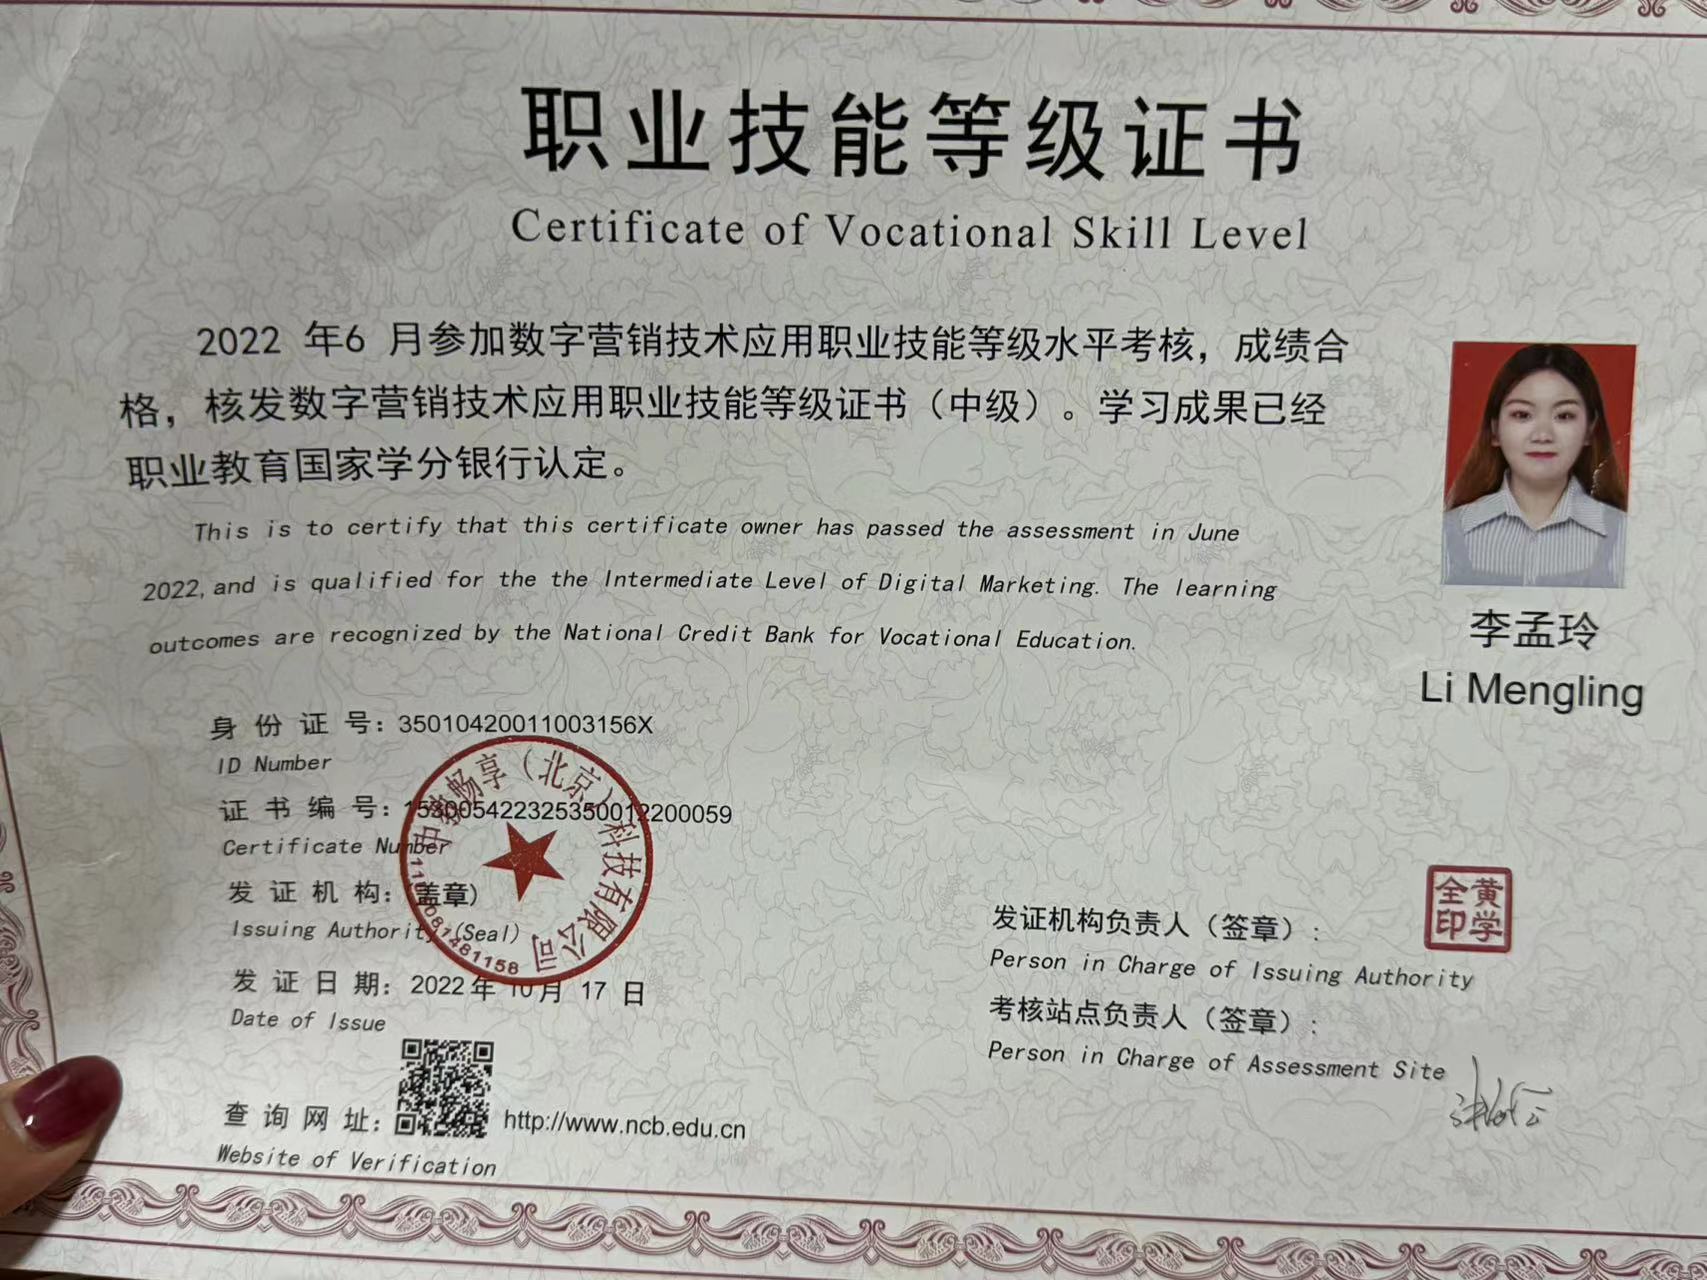 职业技能等级证书
Certificate of Vocational Skill Level
2022 年6 月参加数字营销技术应用职业技能等级水平考核，成绩合
格，核发数字营销技术应用职业技能等级证书（中级）。学习成果已经
职业教育国家学分银行认定。
This is to certify that this certificate owner has passed the assessment in June
2022, and is qualified for the the Intermediate Level of Digital Marketing. The learning
outcomes are recognized by the National Credit Bank for Vocational Education.
李孟玲
Li Mengling
身份证号：35010420011003156X
ID Number
证书编号：
Certificate Number
发证机构：（盖章）
Issuing Authority (Seal)
中教畅享（北京）科技有限公司
发证日期：2022年 10月 17 日
Date of Issue
查询网址：http://www.ncb.edu.cn
Website of Verification
发证机构负责人（签章）：
黄学全印
Person in Charge of Issuing Authority
考核站点负责人（签章）：
Person in Charge of Assessment Site